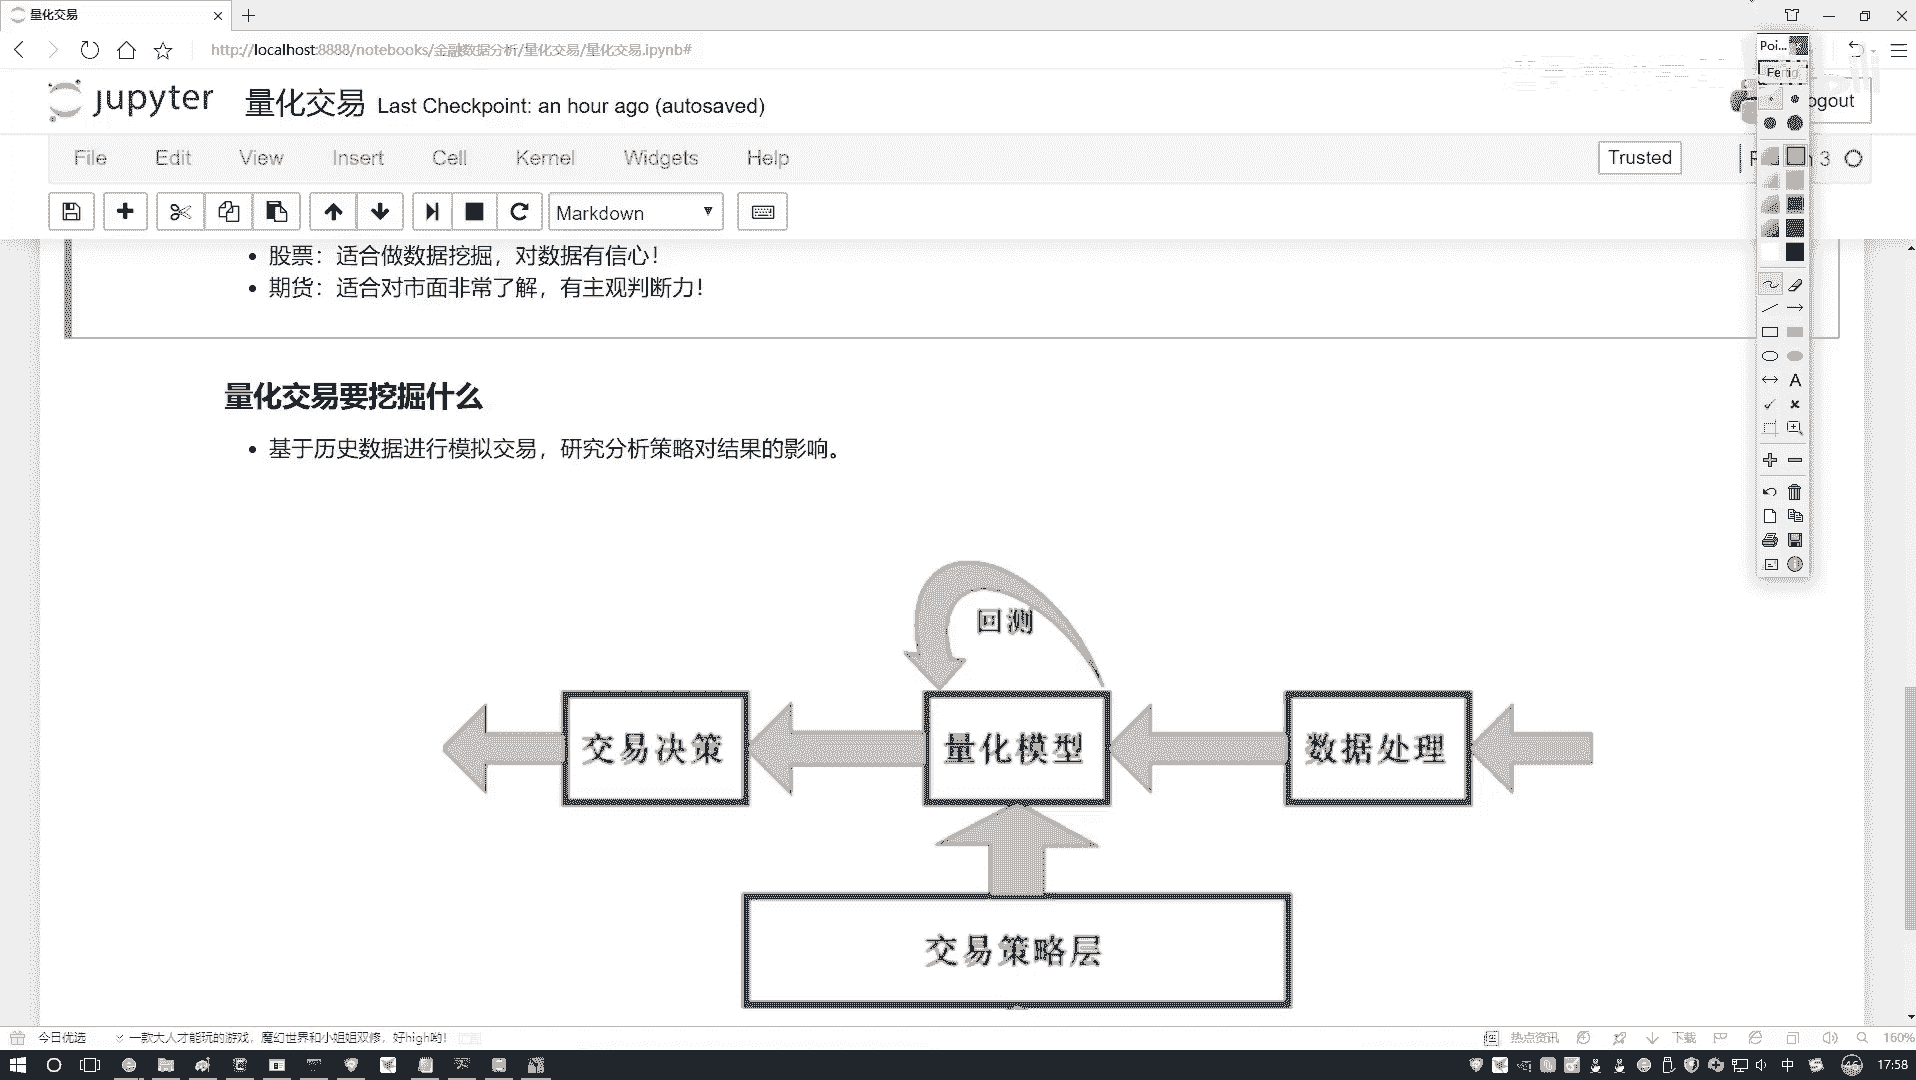 量化交易
http://localhost:8888/notebooks/金融数据分析/量化交易/量化交易.ipynb#
Poi...
Fertig
jupyter 量化交易 Last Checkpoint: an hour ago (autosaved)
ogout
File Edit View Insert Cell Kernel Widgets Help
Trusted
3
Markdown
A
股票：适合做数据挖掘，对数据有信心！
期货：适合对市面非常了解，有主观判断力！
量化交易要挖掘什么
基于历史数据进行模拟交易，研究分析策略对结果的影响。
回测
交易决策 量化模型 数据处理
交易策略层
今日优选 一款大人才能玩的游戏，魔幻世界和小姐姐双修，好high哟！ 热点资讯 下载 160%
中 46 17:58